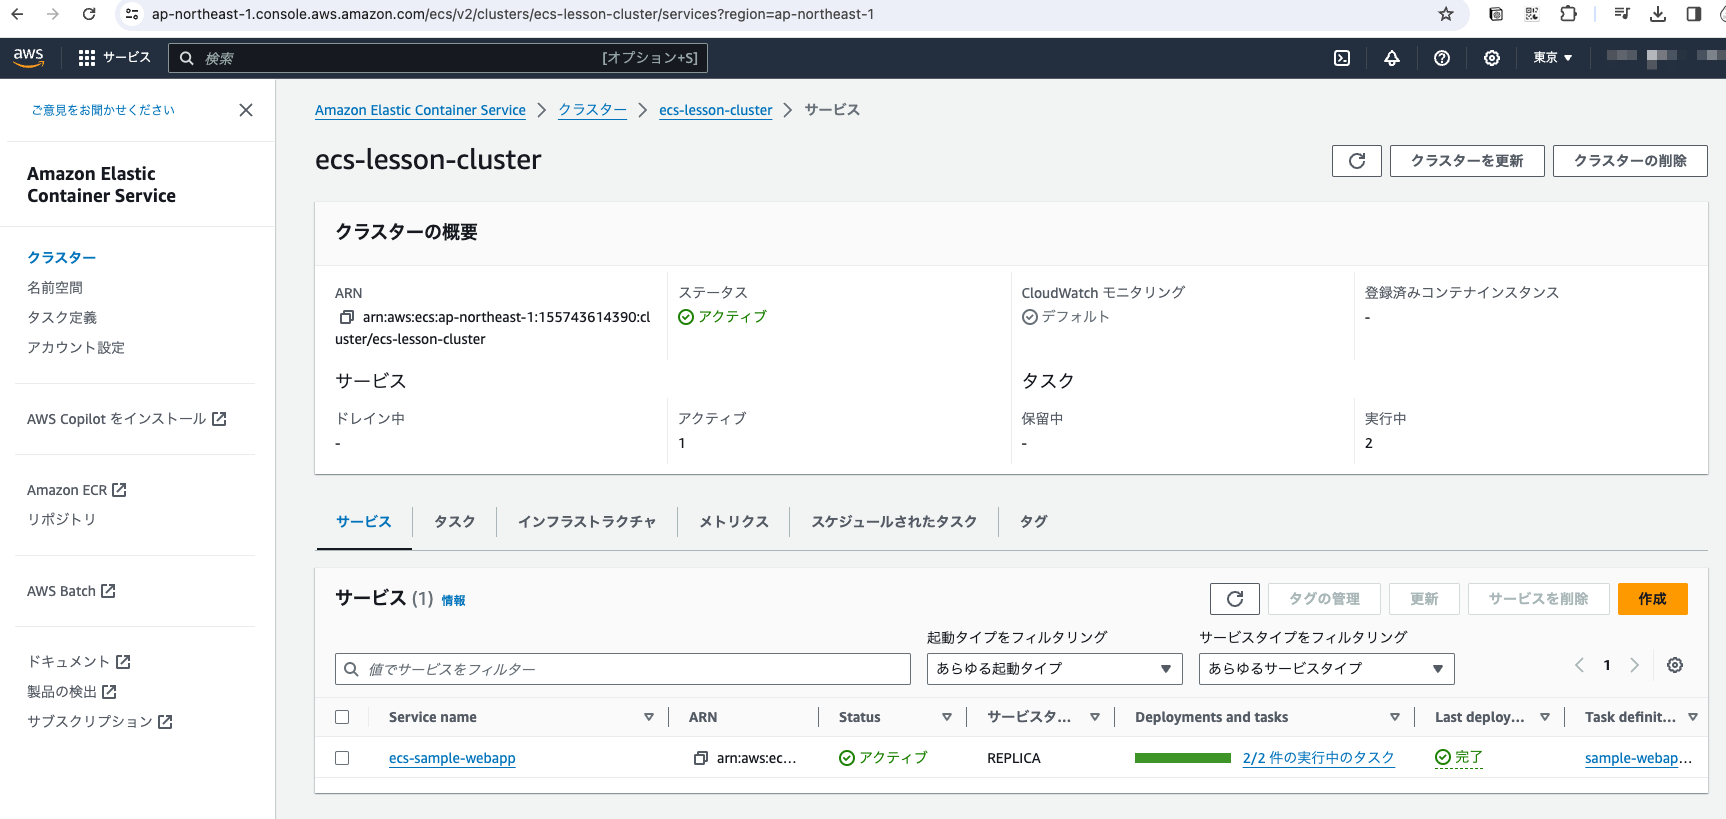 ap-northeast-1.console.aws.amazon.com/ecs/v2/clusters/ecs-lesson-cluster/services?region=ap-northeast-1
aws
サービス
検索
[オプション+S]
東京
ご意見をお聞かせください
Amazon Elastic
Container Service
クラスター
名前空間
タスク定義
アカウント設定
AWS Copilot をインストール
Amazon ECR
リポジトリ
AWS Batch
ドキュメント
製品の検出
サブスクリプション
Amazon Elastic Container Service
クラスター
ecs-lesson-cluster
サービス
ecs-lesson-cluster
クラスターを更新
クラスターの削除
クラスターの概要
ARN
arn:aws:ecs:ap-northeast-1:155743614390:cl
uster/ecs-lesson-cluster
ステータス
アクティブ
CloudWatch モニタリング
デフォルト
登録済みコンテナインスタンス
-
サービス
ドレイン中
-
アクティブ
1
タスク
保留中
-
実行中
2
サービス
タスク
インフラストラクチャ
メトリクス
スケジュールされたタスク
タグ
サービス (1) 情報
タグの管理
更新
サービスを削除
作成
値でサービスをフィルター
起動タイプをフィルタリング
あらゆる起動タイプ
サービスタイプをフィルタリング
あらゆるサービスタイプ
1
Service name
ARN
Status
サービスタ...
Deployments and tasks
Last deploy...
Task definit...
ecs-sample-webapp
arn:aws:ec...
アクティブ
REPLICA
2/2 件の実行中のタスク
完了
sample-webap...